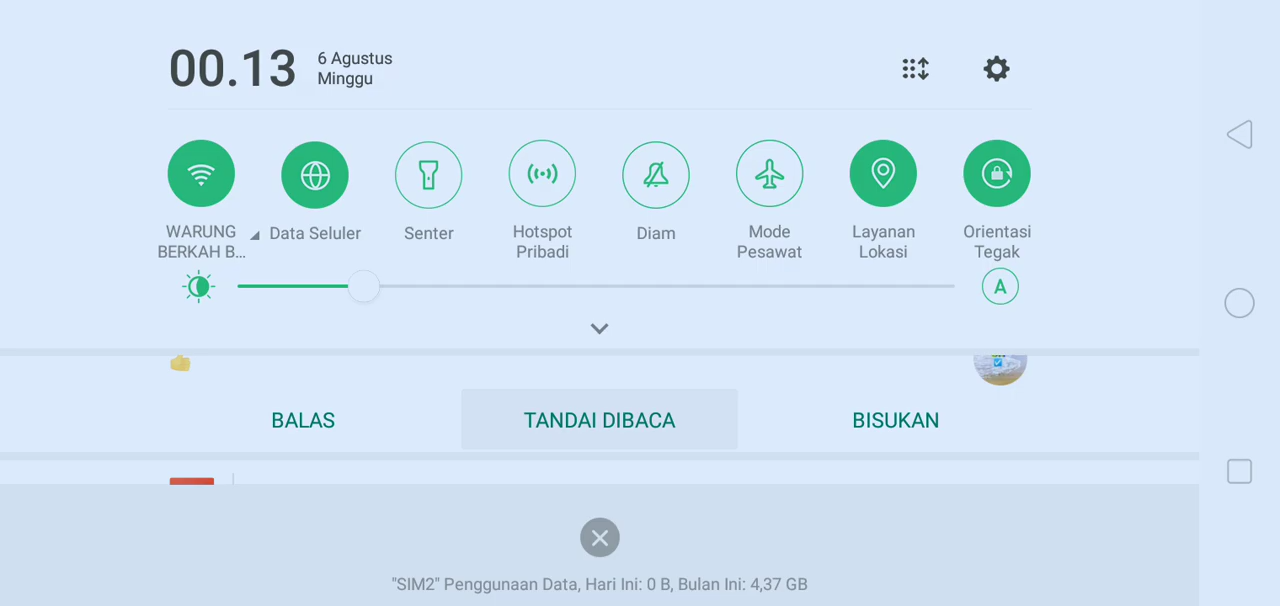 00.13
6 Agustus
Minggu
WARUNG
BERKAH B...
Data Seluler
Senter
Hotspot
Pribadi
Diam
Mode
Pesawat
Layanan
Lokasi
Orientasi
Tegak
A
BALAS
TANDAI DIBACA
BISUKAN
"SIM2" Penggunaan Data, Hari Ini: 0 B, Bulan Ini: 4,37 GB